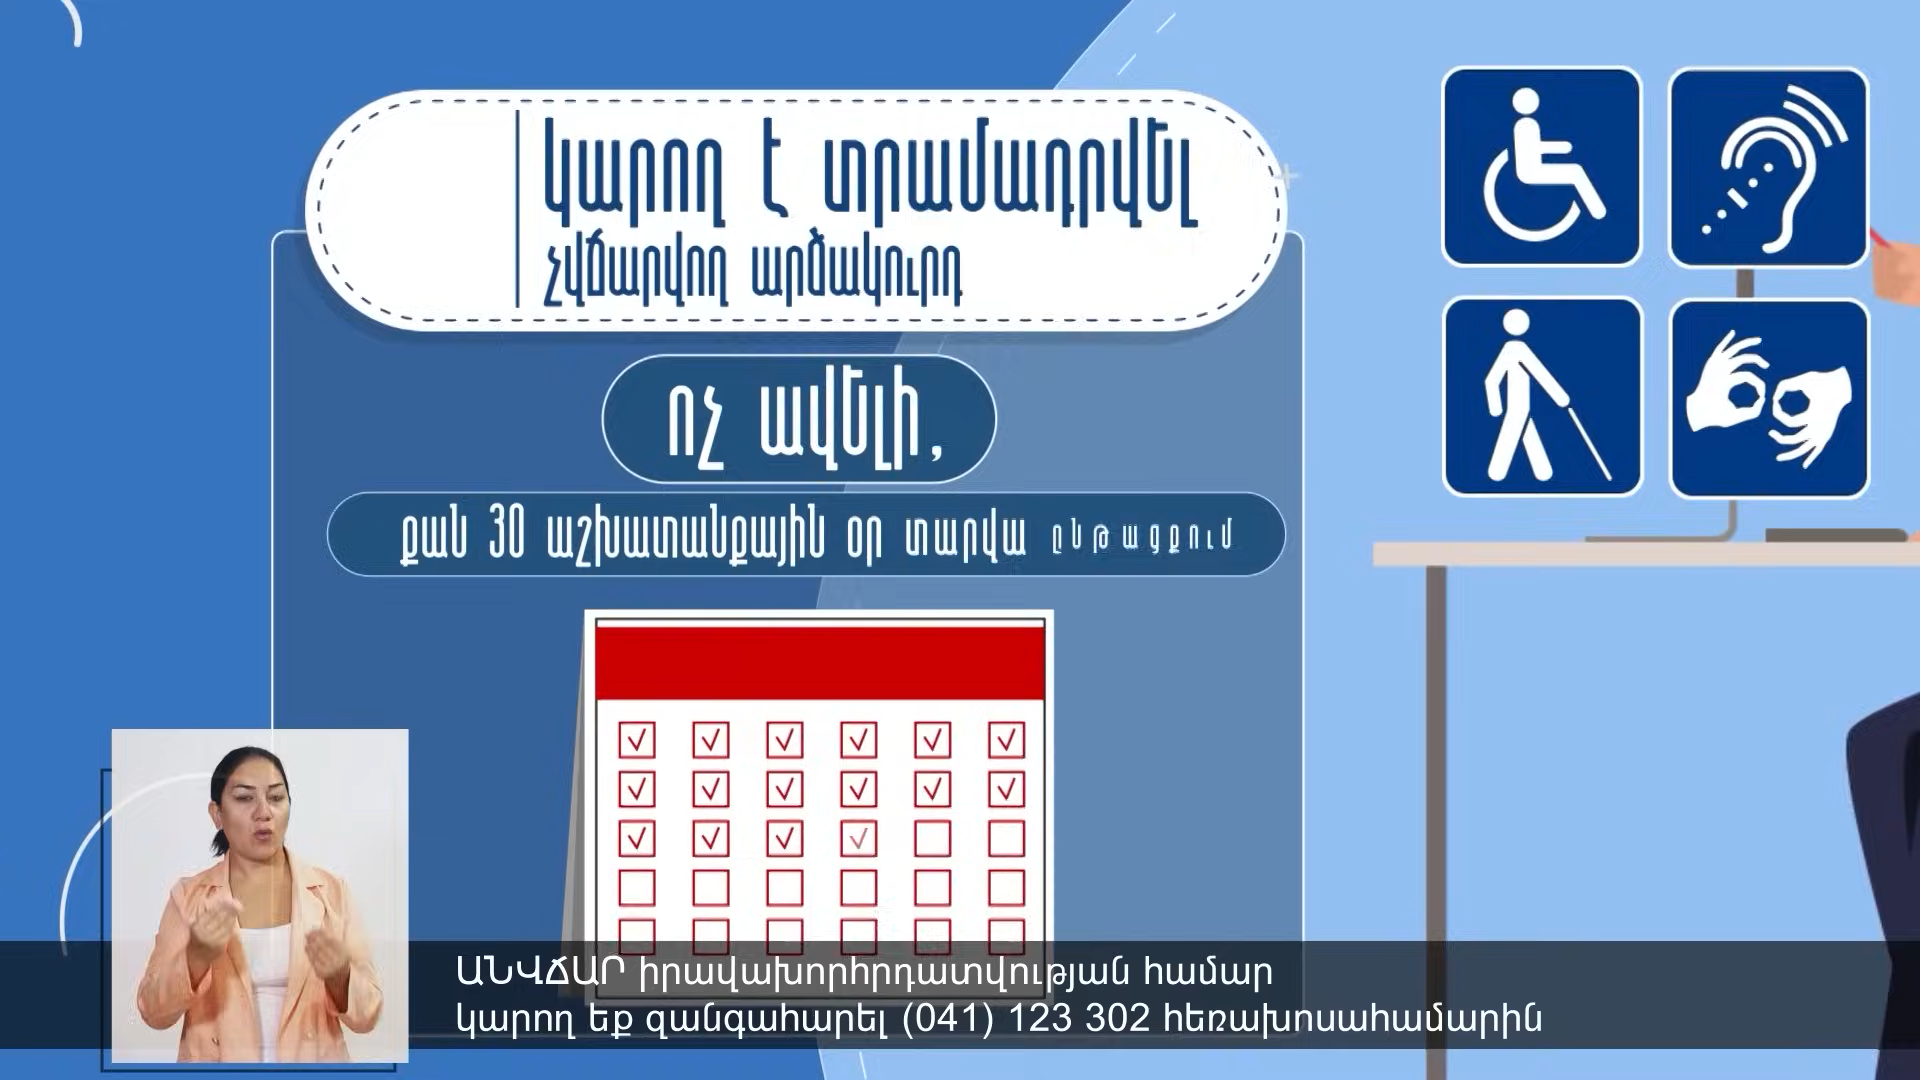 կարող է տրամադրվել
չվճարվող արձակուրդ
ոչ ավելի,
քան 30 աշխատանքային օր տարվա ընթացքում
ԱՆՎՃԱՐ իրավախորհրդատվության համար
կարող եք զանգահարել (041) 123 302 հեռախոսահամարին